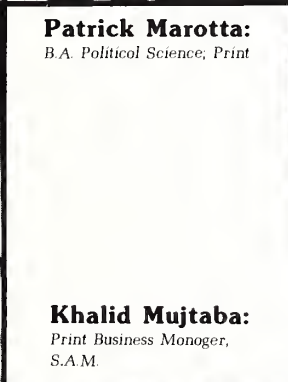 Patrick Marotta:
B.A. Politicol Science; Print
Khalid Mujtaba:
Print Business Monoger,
S.A.M.